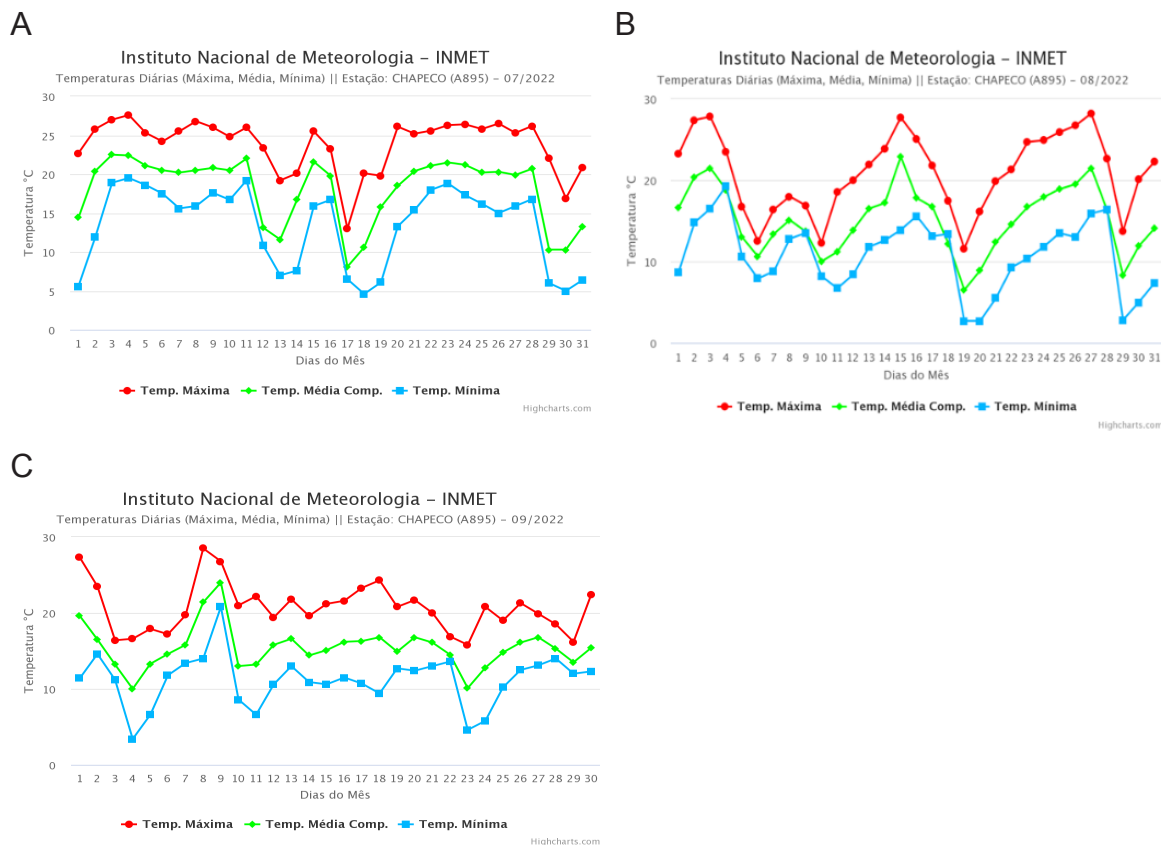 A
Instituto Nacional de Meteorologia - INMET
Temperaturas Diárias (Máxima, Média, Mínima) || Estação: CHAPECO (A895) - 07/2022
30
25
20
15
10
5
0
Temperatura °C
1 2 3 4 5 6 7 8 9 10 11 12 13 14 15 16 17 18 19 20 21 22 23 24 25 26 27 28 29 30 31
Dias do Mês
Temp. Máxima Temp. Média Comp. Temp. Mínima
Highcharts.com
B
Instituto Nacional de Meteorologia - INMET
Temperaturas Diárias (Máxima, Média, Mínima) || Estação: CHAPECO (A895) - 08/2022
30
20
10
0
Temperatura °C
1 2 3 4 5 6 7 8 9 10 11 12 13 14 15 16 17 18 19 20 21 22 23 24 25 26 27 28 29 30 31
Dias do Mês
Temp. Máxima Temp. Média Comp. Temp. Mínima
Highcharts.com
C
Instituto Nacional de Meteorologia - INMET
Temperaturas Diárias (Máxima, Média, Mínima) || Estação: CHAPECO (A895) - 09/2022
30
20
10
0
Temperatura °C
1 2 3 4 5 6 7 8 9 10 11 12 13 14 15 16 17 18 19 20 21 22 23 24 25 26 27 28 29 30
Dias do Mês
Temp. Máxima Temp. Média Comp. Temp. Mínima
Highcharts.com